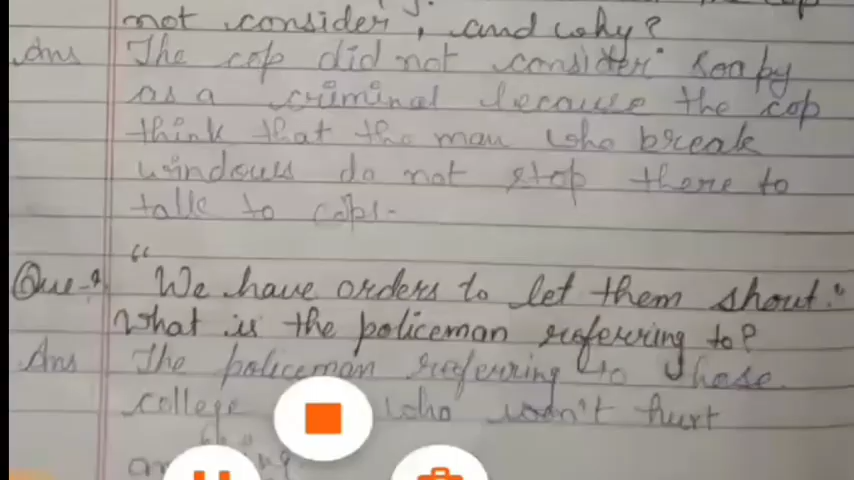 not consider, and why?
Ans The cop did not consider soapy
as a criminal because the cop
think that the man who break
windows do not stop there to
talk to cops.
Que-9 "We have orders to let them shout."
What is the policeman referring to?
Ans The policeman referring to those
college who won't hurt